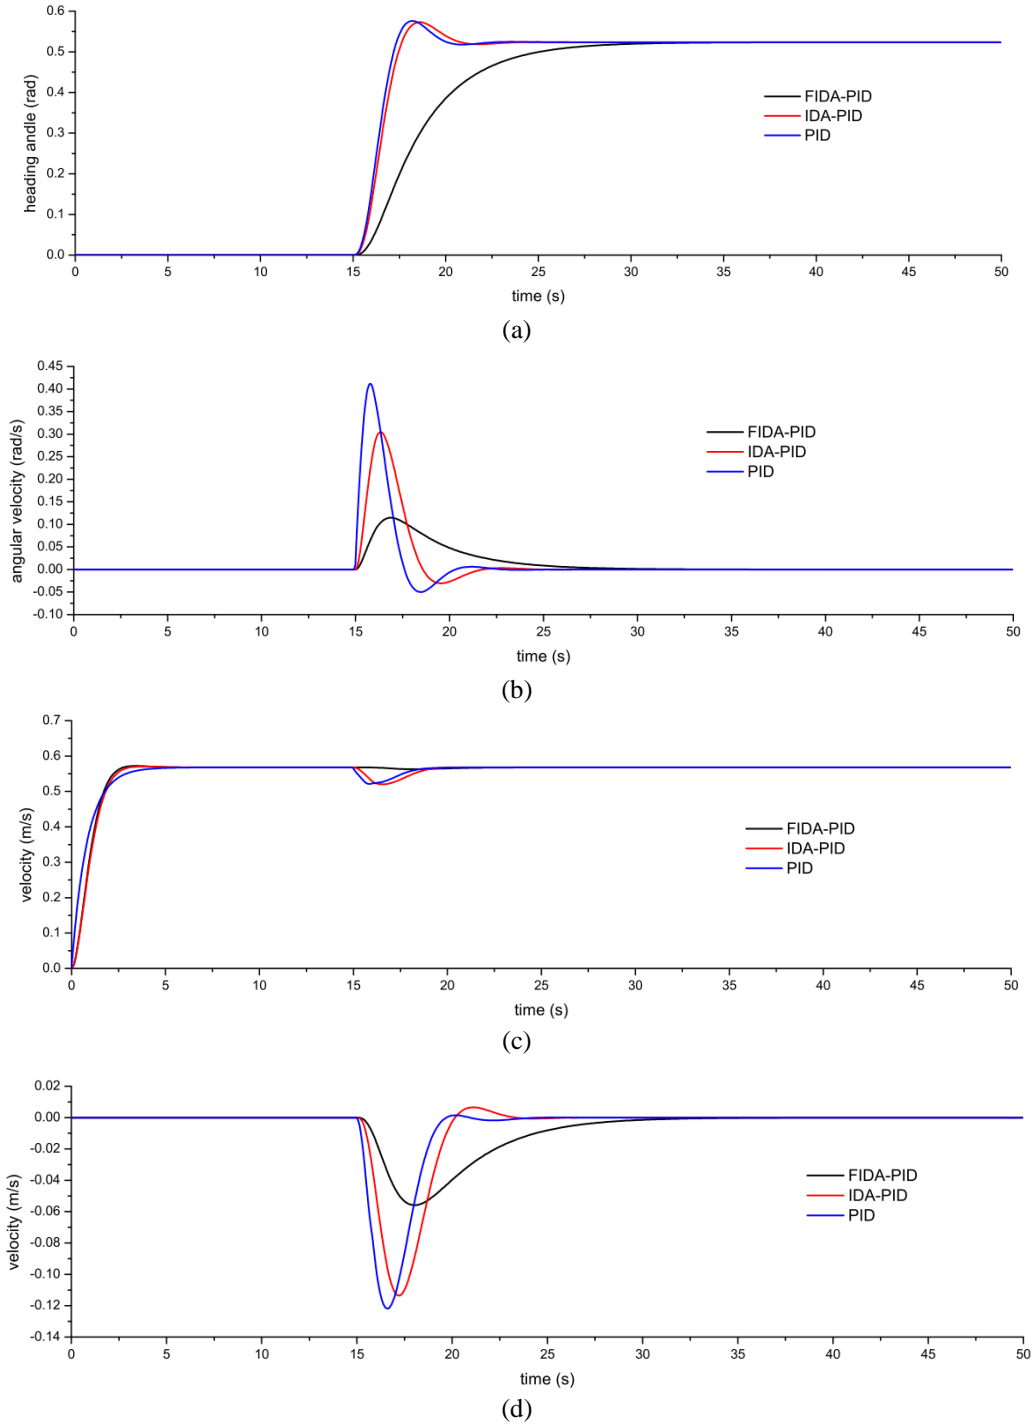 0.6
0.5
0.4
0.3
0.2
0.1
0.0
heading andle (rad)
FIDA-PID
IDA-PID
PID
0 5 10 15 20 25 30 35 40 45 50
time (s)
(a)
0.45
0.40
0.35
0.30
0.25
0.20
0.15
0.10
0.05
0.00
-0.05
-0.10
angular velocity (rad/s)
FIDA-PID
IDA-PID
PID
0 5 10 15 20 25 30 35 40 45 50
time (s)
(b)
0.7
0.6
0.5
0.4
0.3
0.2
0.1
0.0
velocity (m/s)
FIDA-PID
IDA-PID
PID
0 5 10 15 20 25 30 35 40 45 50
time (s)
(c)
0.02
0.00
-0.02
-0.04
-0.06
-0.08
-0.10
-0.12
-0.14
velocity (m/s)
FIDA-PID
IDA-PID
PID
0 5 10 15 20 25 30 35 40 45 50
time (s)
(d)